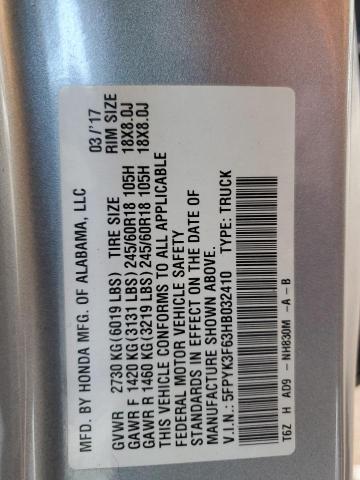 MFD. BY HONDA MFG. OF ALABAMA, LLC 03/'17
GVWR 2730 KG(6019 LBS) TIRE SIZE RIM SIZE
GAWR F 1420 KG(3131 LBS) 245/60R18 105H 18X8.0J
GAWR R 1460 KG(3219 LBS) 245/60R18 105H 18X8.0J
THIS VEHICLE CONFORMS TO ALL APPLICABLE
FEDERAL MOTOR VEHICLE SAFETY
STANDARDS IN EFFECT ON THE DATE OF
MANUFACTURE SHOWN ABOVE.
V.I.N.: 5FPYK3F63HB032410 TYPE: TRUCK
T6Z H AD9 -NH830M -A-B